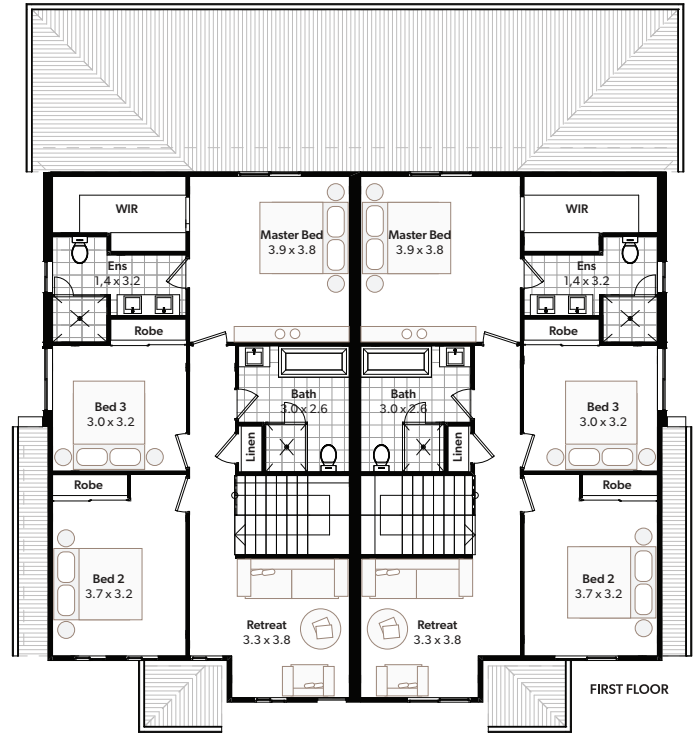 WIR
WIR
Master Bed
3.9 x 3.8
Master Bed
3.9 x 3.8
Ens
1,4 x 3.2
Ens
1,4 x 3.2
Robe
Robe
Bath
3.0 x 2.6
Bath
3.0 x 2.6
Bed 3
3.0 x 3.2
Bed 3
3.0 x 3.2
Linen
Linen
Robe
Robe
Bed 2
3.7 x 3.2
Bed 2
3.7 x 3.2
Retreat
3.3 x 3.8
Retreat
3.3 x 3.8
FIRST FLOOR